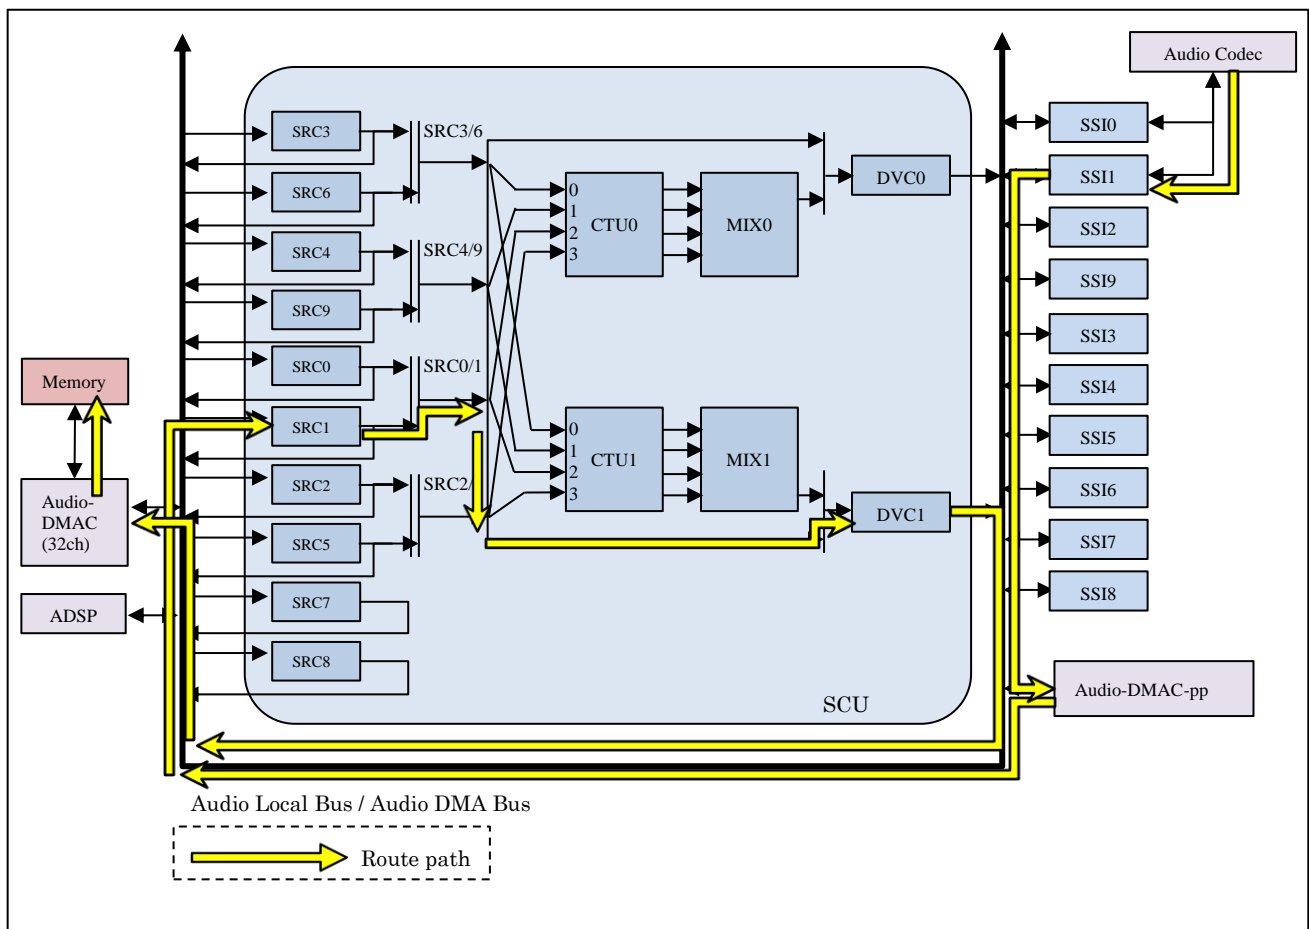 Audio Codec
SRC3
SRC3/6
SSI0
SRC6
DVC0
SSI1
0
1
2
3
CTU0
MIX0
SSI2
SRC4
SRC4/9
SSI9
SRC9
SSI3
Memory
SRC0
SRC0/1
SSI4
SRC1
0
1
2
3
CTU1
MIX1
SSI5
SRC2
SRC2/
SSI6
Audio-
DMAC
(32ch)
DVC1
SRC5
SSI7
SRC7
SSI8
ADSP
SRC8
Audio-DMAC-pp
SCU
Audio Local Bus / Audio DMA Bus
Route path